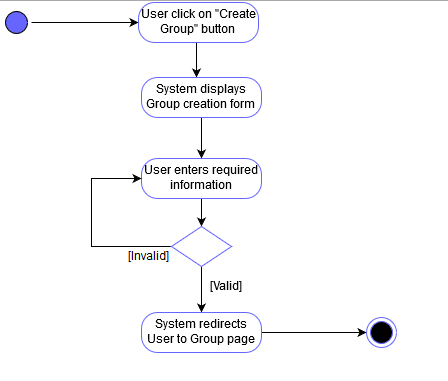 User click on "Create
Group" button
System displays
Group creation form
User enters required
information
[Invalid]
[Valid]
System redirects
User to Group page